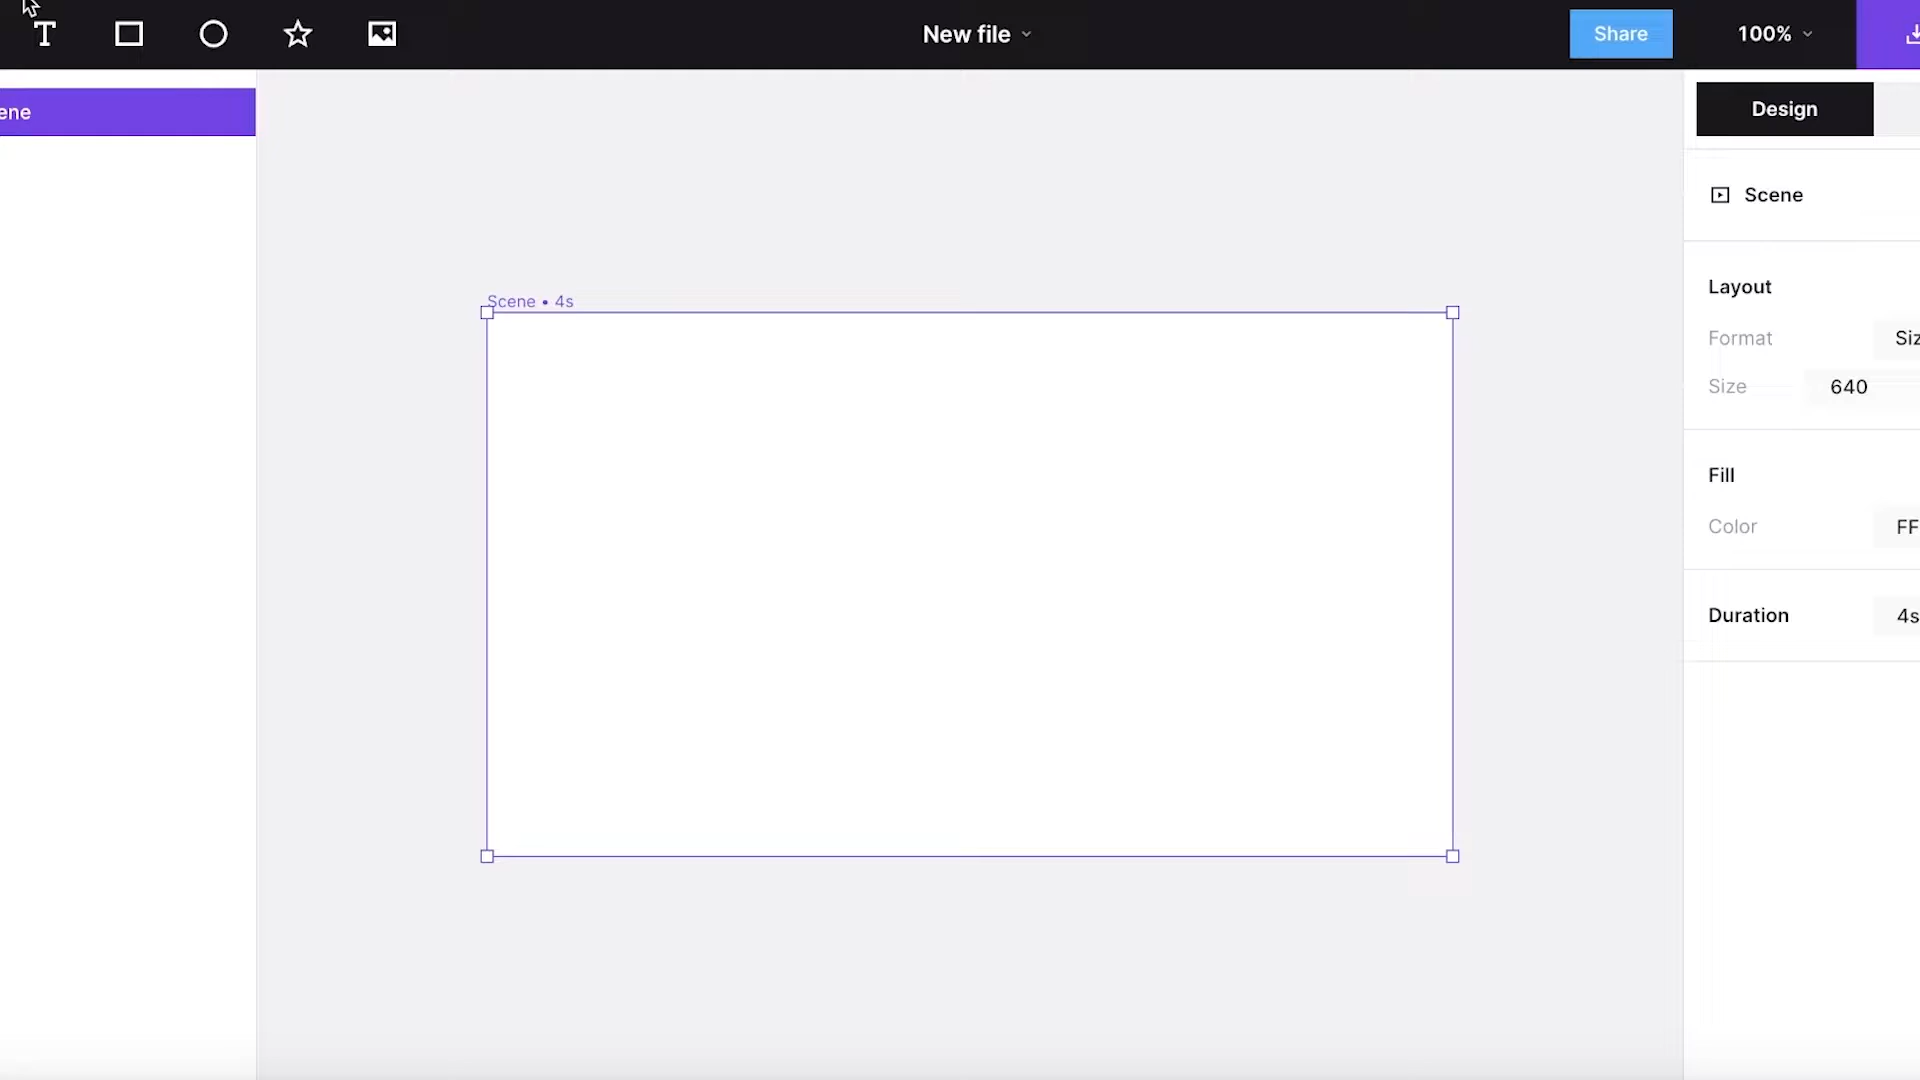 New file
Share
100%
ene
Design
Scene
Scene • 4s
Layout
Format
Siz
Size
640
Fill
Color
FF
Duration
4s